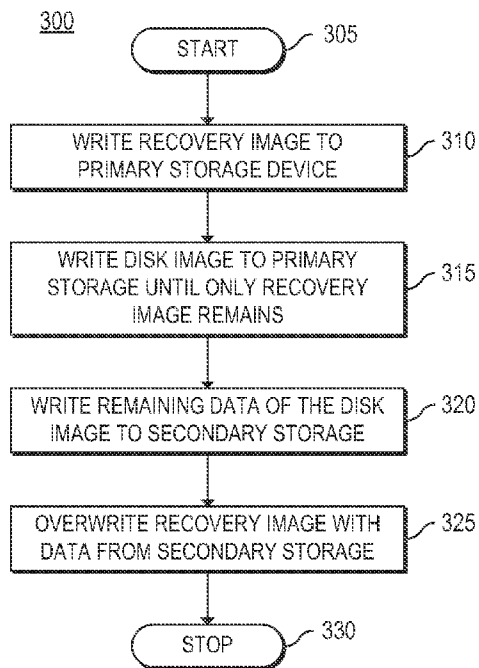 300
START
305
WRITE RECOVERY IMAGE TO
PRIMARY STORAGE DEVICE
310
WRITE DISK IMAGE TO PRIMARY
STORAGE UNTIL ONLY RECOVERY
IMAGE REMAINS
315
WRITE REMAINING DATA OF THE DISK
IMAGE TO SECONDARY STORAGE
320
OVERWRITE RECOVERY IMAGE WITH
DATA FROM SECONDARY STORAGE
325
STOP
330